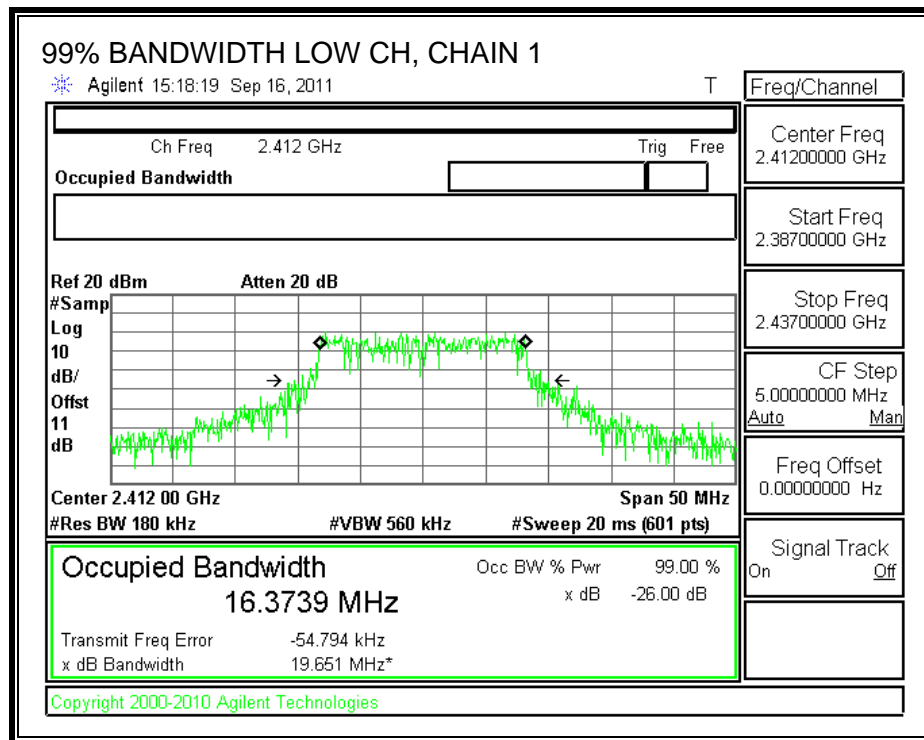 99% BANDWIDTH LOW CH, CHAIN 1
Agilent 15:18:19 Sep 16, 2011 T
Freq/Channel
Ch Freq 2.412 GHz Trig Free
Occupied Bandwidth
Center Freq
2.41200000 GHz
Start Freq
2.38700000 GHz
Stop Freq
2.43700000 GHz
CF Step
5.00000000 MHz
Auto Man
Freq Offset
0.00000000 Hz
Signal Track
On Off
Ref 20 dBm Atten 20 dB
#Samp
Log
10
dB/
Offst
11
dB
Center 2.412 00 GHz Span 50 MHz
#Res BW 180 kHz #VBW 560 kHz #Sweep 20 ms (601 pts)
Occupied Bandwidth
16.3739 MHz
Occ BW % Pwr 99.00 %
x dB -26.00 dB
Transmit Freq Error -54.794 kHz
x dB Bandwidth 19.651 MHz*
Copyright 2000-2010 Agilent Technologies